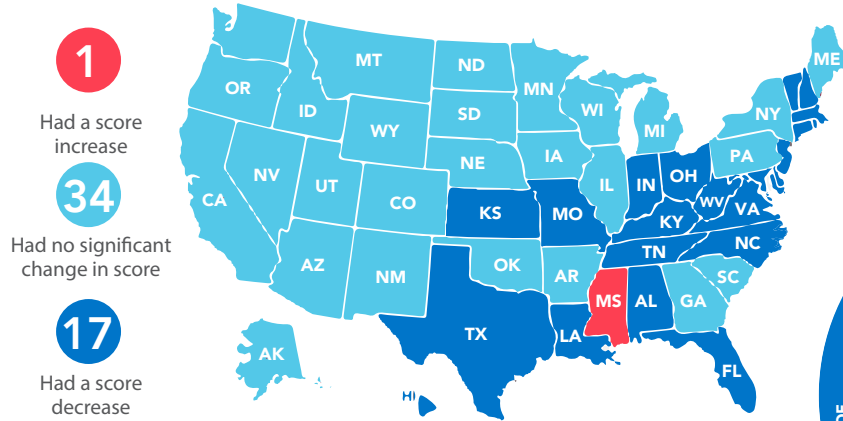 1
Had a score
increase
34
Had no significant
change in score
17
Had a score
decrease
ME
MT
ND
MN
OR
ID
SD
WI
NY
WY
MI
IA
PA
NE
NV
OH
IL
IN
UT
CA
CO
WV
VA
KS
MO
KY
NC
TN
AZ
OK
NM
AR
SC
MS
AL
GA
TX
LA
AK
FL
HI